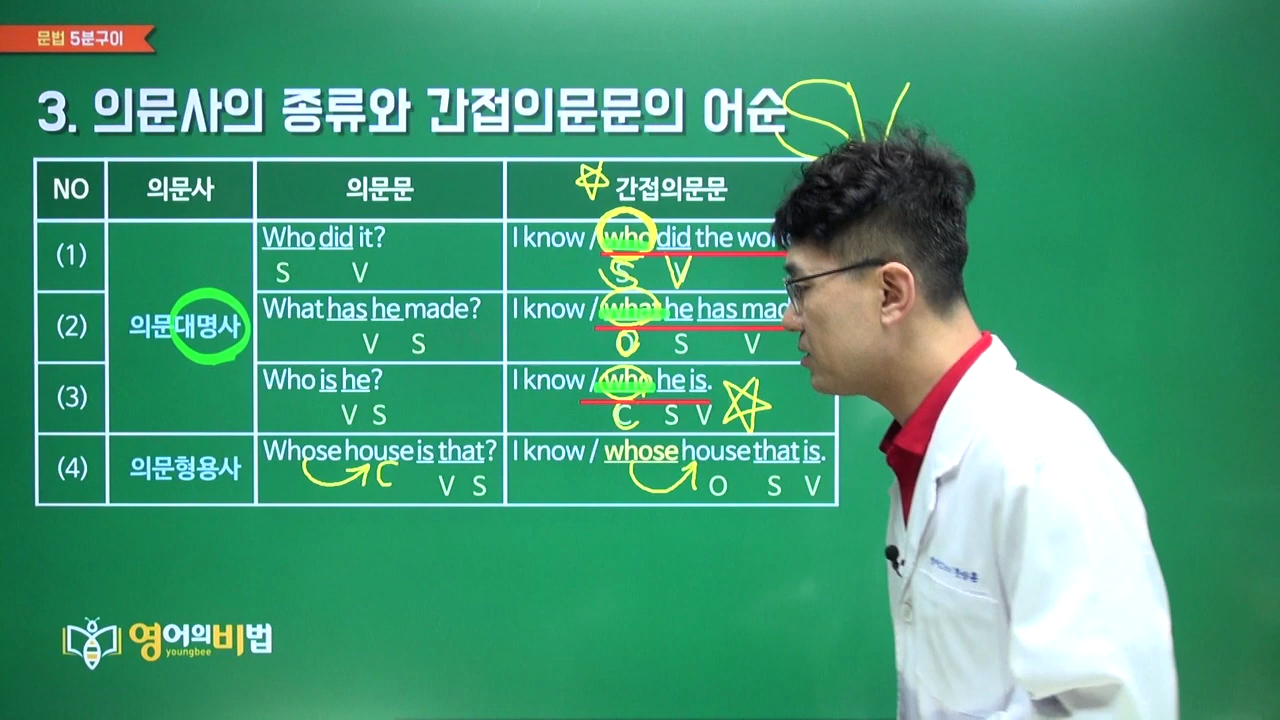 문법 5분구이
3. 의문사의 종류와 간접의문문의 어순
SV
NO 의문사 의문문 간접의문문
(1) Who did it? I know / who did the
S V S V
(2) 의문대명사 What has he made? I know / what he has
V S O S V
(3) Who is he? I know / who he is.
V S C S V
(4) 의문형용사 Whose house is that? I know / whose house that is.
C V S O S V
영어의비법
youngbee